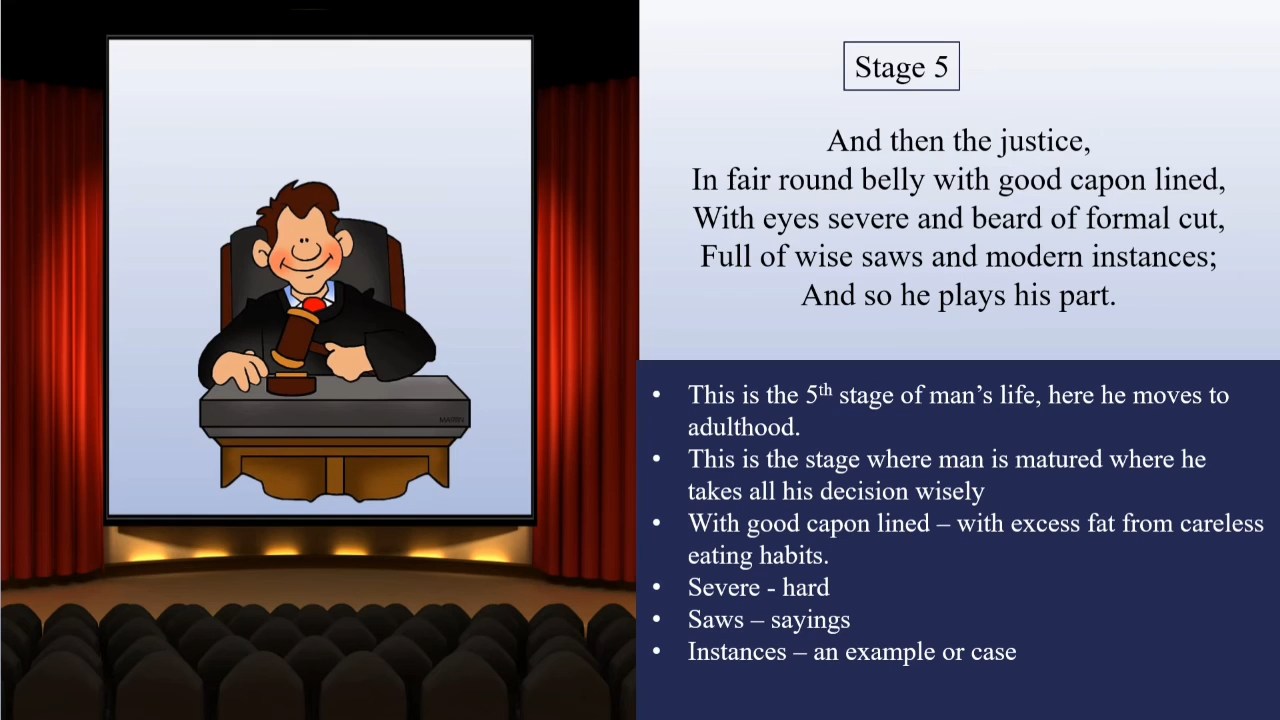 Stage 5
And then the justice,
In fair round belly with good capon lined,
With eyes severe and beard of formal cut,
Full of wise saws and modern instances;
And so he plays his part.
• This is the 5th stage of man’s life, here he moves to
adulthood.
• This is the stage where man is matured where he
takes all his decision wisely
• With good capon lined – with excess fat from careless
eating habits.
• Severe - hard
• Saws – sayings
• Instances – an example or case